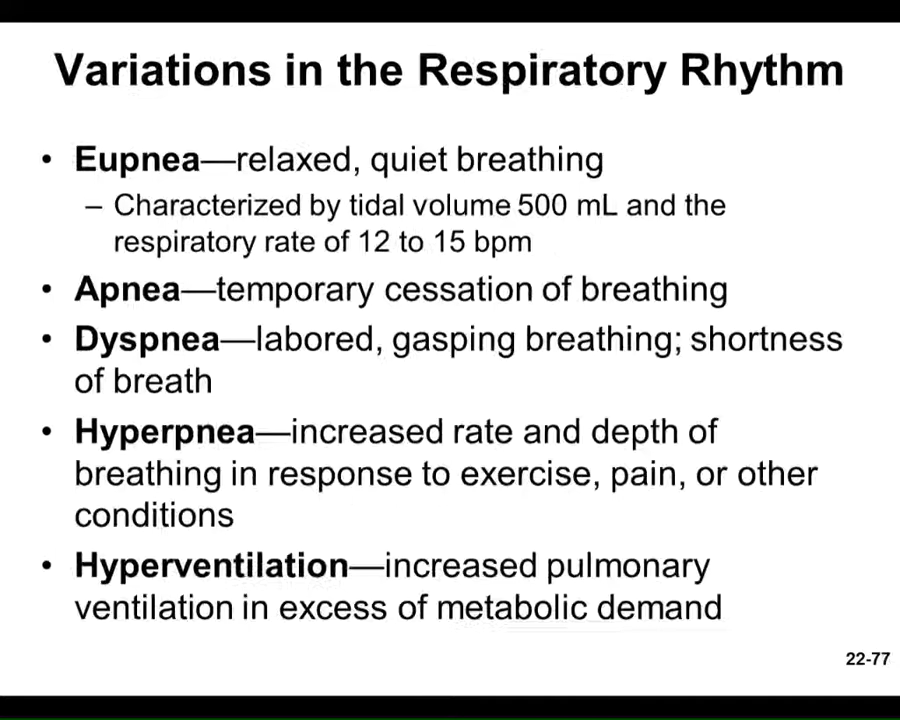 Variations in the Respiratory Rhythm
• Eupnea—relaxed, quiet breathing
– Characterized by tidal volume 500 mL and the
respiratory rate of 12 to 15 bpm
• Apnea—temporary cessation of breathing
• Dyspnea—labored, gasping breathing; shortness
of breath
• Hyperpnea—increased rate and depth of
breathing in response to exercise, pain, or other
conditions
• Hyperventilation—increased pulmonary
ventilation in excess of metabolic demand
22-77